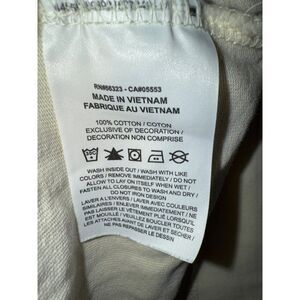 RN#56323 - CA#05553
MADE IN VIETNAM
FABRIQUE AU VIETNAM
100% COTTON / COTON
EXCLUSIVE OF DECORATION /
DECORATION NON COMPRISE
WASH INSIDE OUT / WASH WITH LIKE
COLORS / REMOVE IMMEDIATELY / DO NOT
ALLOW TO LAY ON ITSELF WHEN WET /
FASTEN ALL CLOSURES TO WASH AND DRY /
DO NOT IRON DESIGN
LAVER A L'ENVERS / LAVER AVEC COULEURS
SIMILAIRES / ENLEVER IMMEDIATEMENT / NE
PAS LAISSER LE VÊTEMENT PLIÉ LORSQU'IL
EST MOUILLÉ / VEUILLEZ BOUCLER TOUTES
LES ATTACHES AVANT DE LAVER ET SECHER /
NE PAS REPASSER LE DESSIN